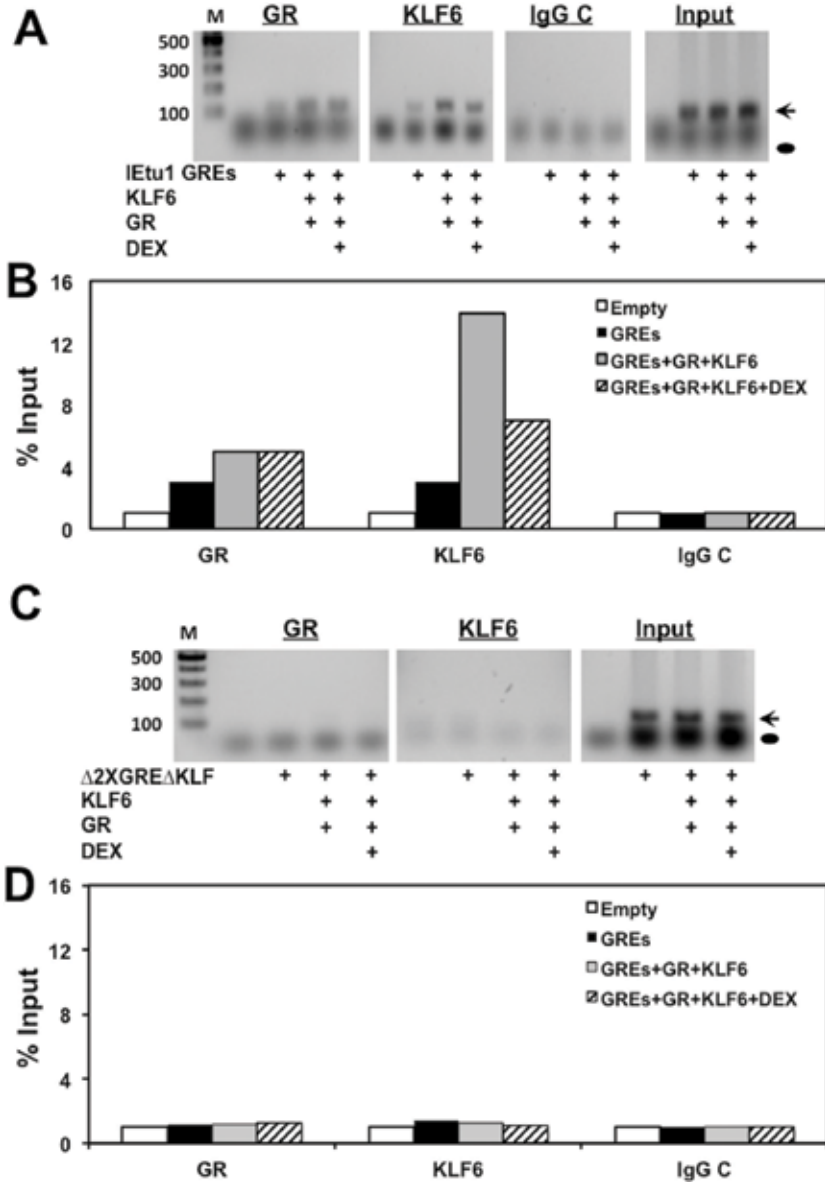 A
M GR KLF6 IgG C Input
500
300
100
IEtu1 GREs + + + + + + + + + + + +
KLF6 + + + + + + + +
GR + + + + + + + +
DEX + + + +
B
16
12
8
4
0
% Input
Empty
GREs
GREs+GR+KLF6
GREs+GR+KLF6+DEX
GR KLF6 IgG C
C
M GR KLF6 Input
500
300
100
Δ2XGREΔKLF + + + + + + + + +
KLF6 + + + + + +
GR + + + + + +
DEX + + +
D
16
12
8
4
0
% Input
Empty
GREs
GREs+GR+KLF6
GREs+GR+KLF6+DEX
GR KLF6 IgG C